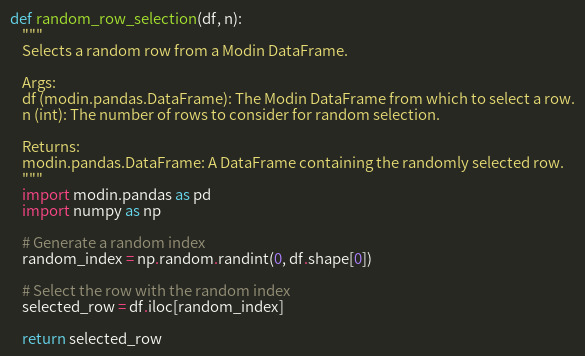 def random_row_selection(df, n):
    """
    Selects a random row from a Modin DataFrame.

    Args:
    df (modin.pandas.DataFrame): The Modin DataFrame from which to select a row.
    n (int): The number of rows to consider for random selection.

    Returns:
    modin.pandas.DataFrame: A DataFrame containing the randomly selected row.
    """
    import modin.pandas as pd
    import numpy as np

    # Generate a random index
    random_index = np.random.randint(0, df.shape[0])

    # Select the row with the random index
    selected_row = df.iloc[random_index]

    return selected_row